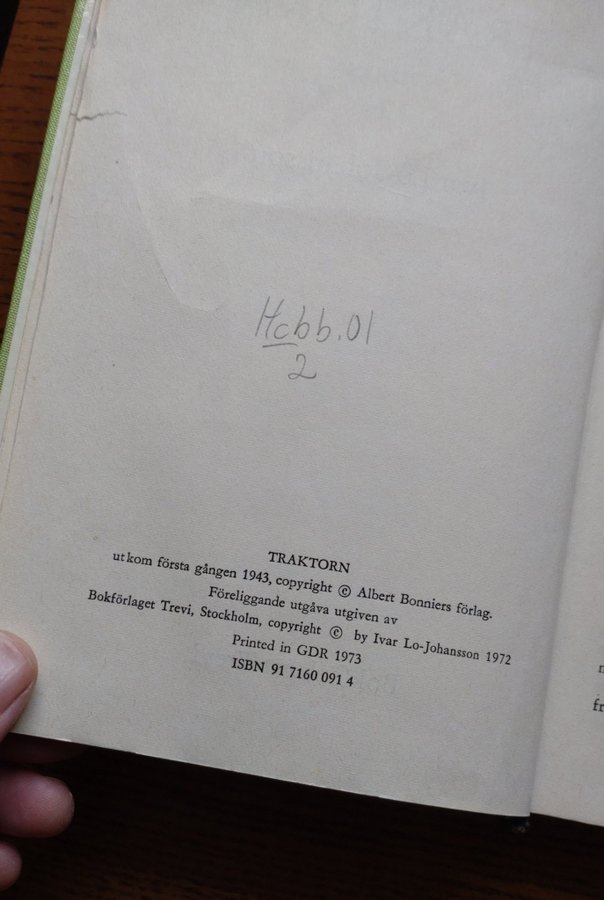 Hcbb.01
2
TRAKTORN
utkom första gången 1943, copyright © Albert Bonniers förlag.
Föreliggande utgåva utgiven av
Bokförlaget Trevi, Stockholm, copyright © by Ivar Lo-Johansson 1972
Printed in GDR 1973
ISBN 91 7160 091 4